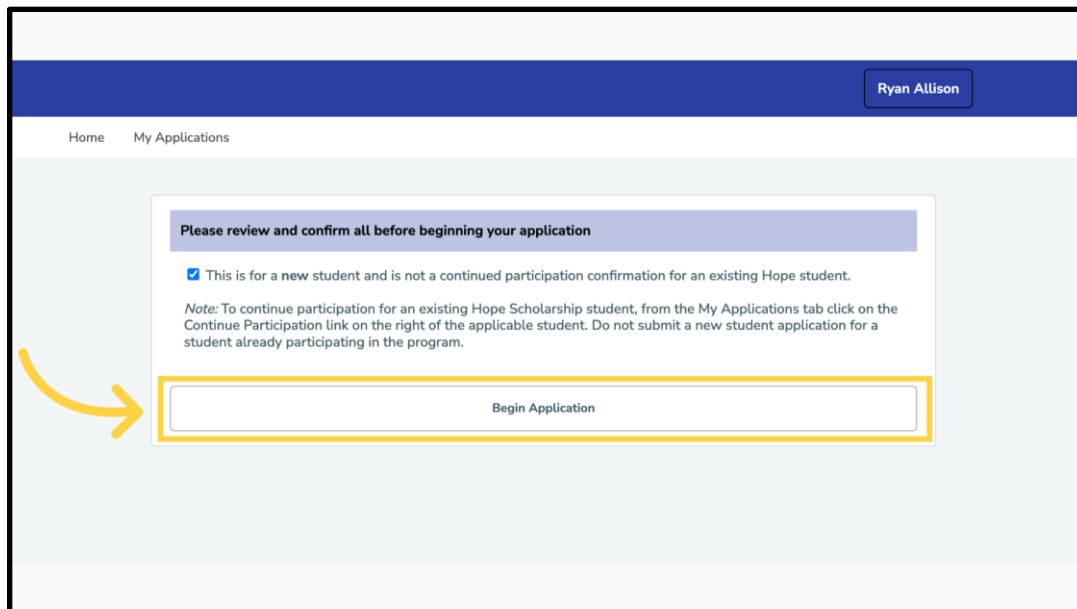 Ryan Allison
Home My Applications
Please review and confirm all before beginning your application
This is for a new student and is not a continued participation confirmation for an existing Hope student.
Note: To continue participation for an existing Hope Scholarship student, from the My Applications tab click on the
Continue Participation link on the right of the applicable student. Do not submit a new student application for a
student already participating in the program.
Begin Application